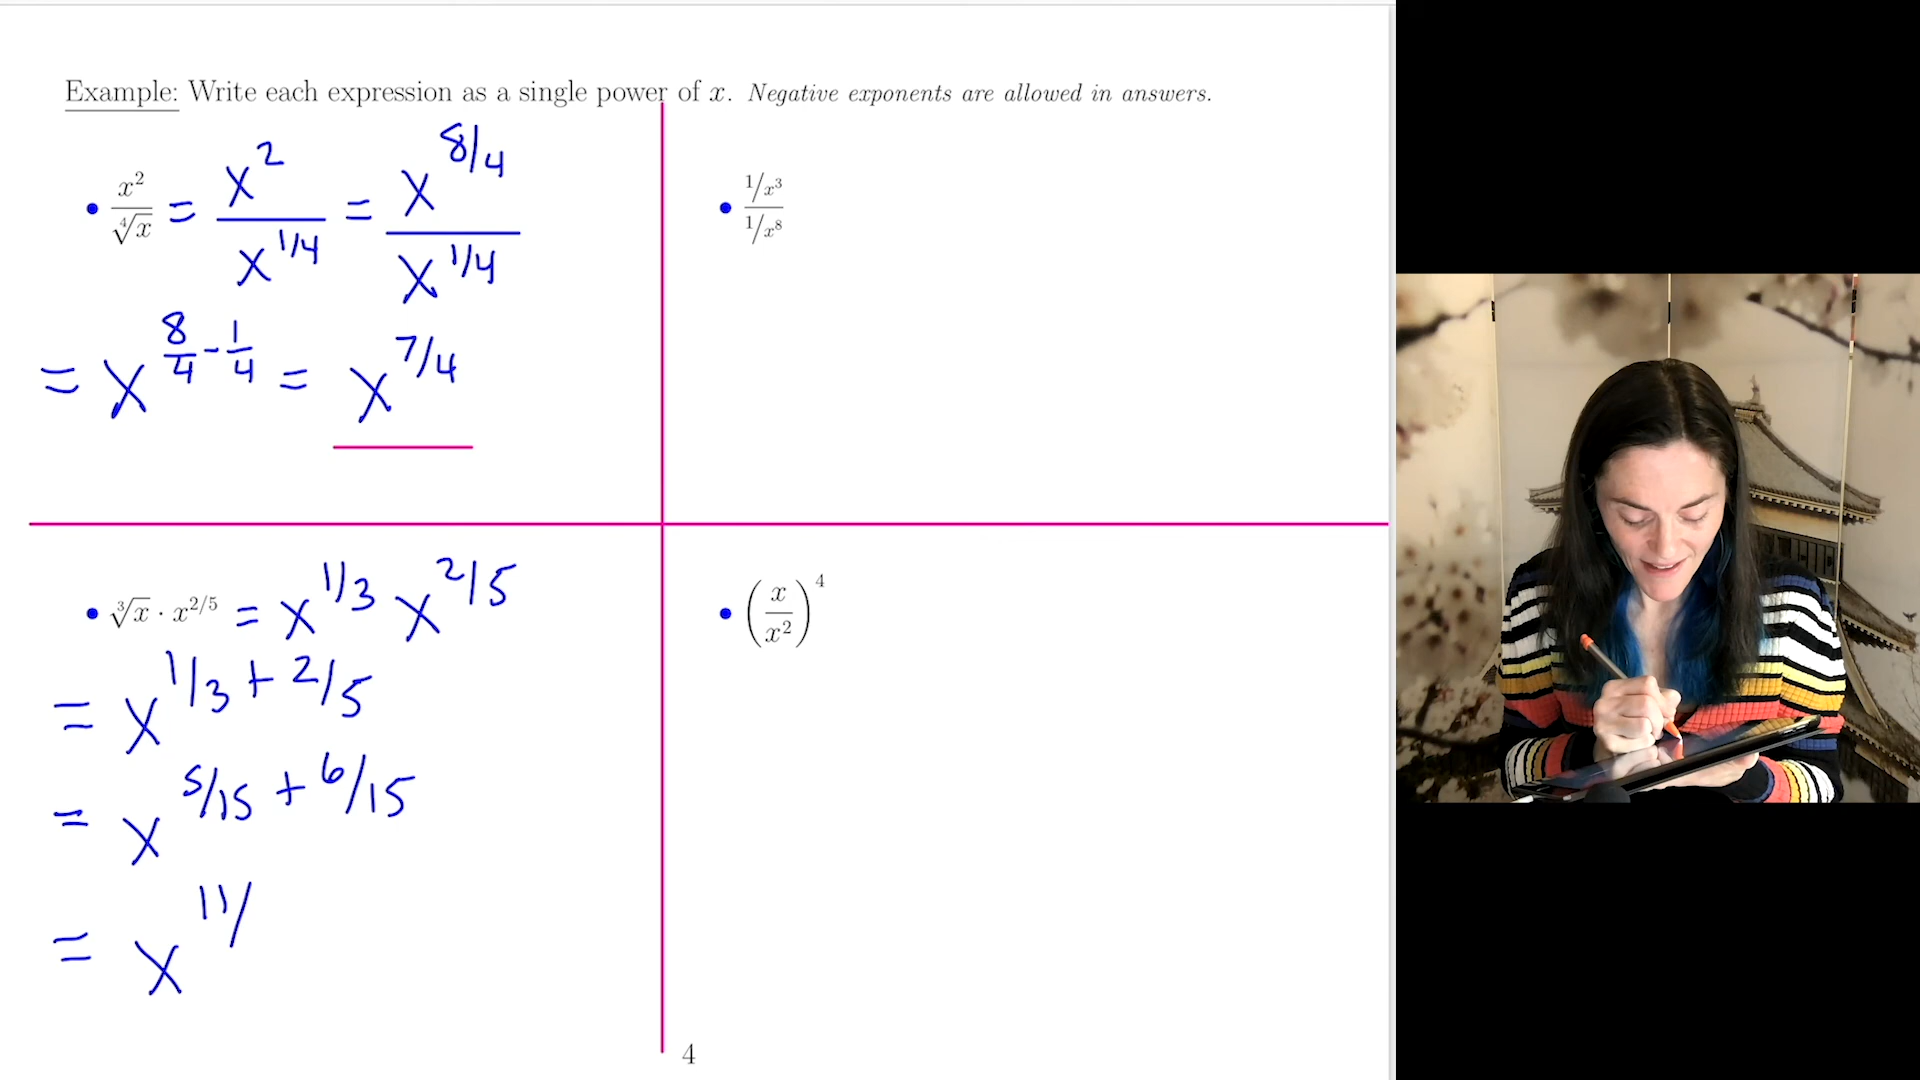 Example: Write each expression as a single power of x. Negative exponents are allowed in answers.
• x²/∜x = x²/x^{1/4} = x^{8/4}/x^{1/4}
= x^{8/4 - 1/4} = x^{7/4}
• (1/x³)/(1/x⁸)
• ∛x · x^{2/5} = x^{1/3} x^{2/5}
= x^{1/3 + 2/5}
= x^{5/15 + 6/15}
= x^{11/}
• (x/x²)⁴
4